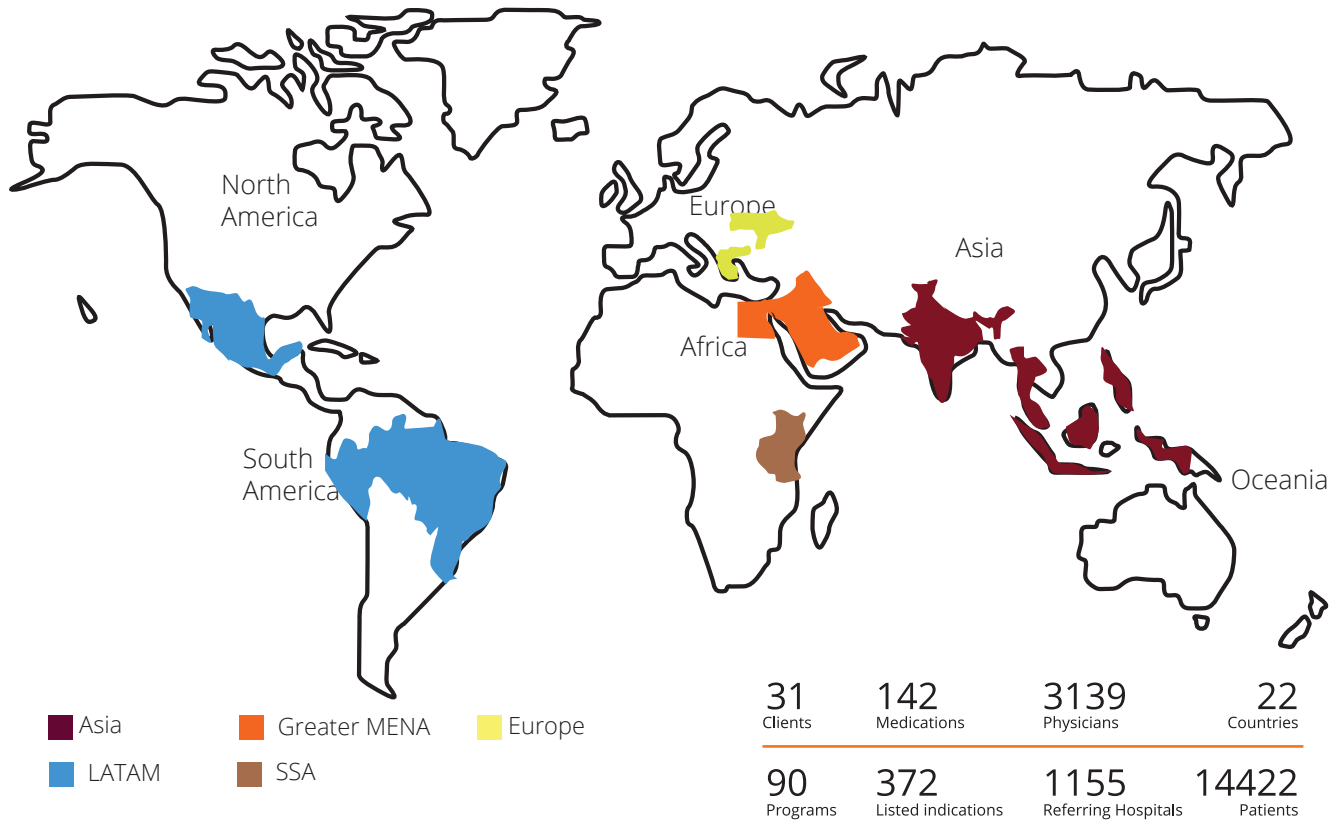 North
America
Europe
Asia
Africa
South
America
Oceania
31
Clients
142
Medications
3139
Physicians
22
Countries
Asia
Greater MENA
Europe
LATAM
SSA
90
Programs
372
Listed indications
1155
Referring Hospitals
14422
Patients